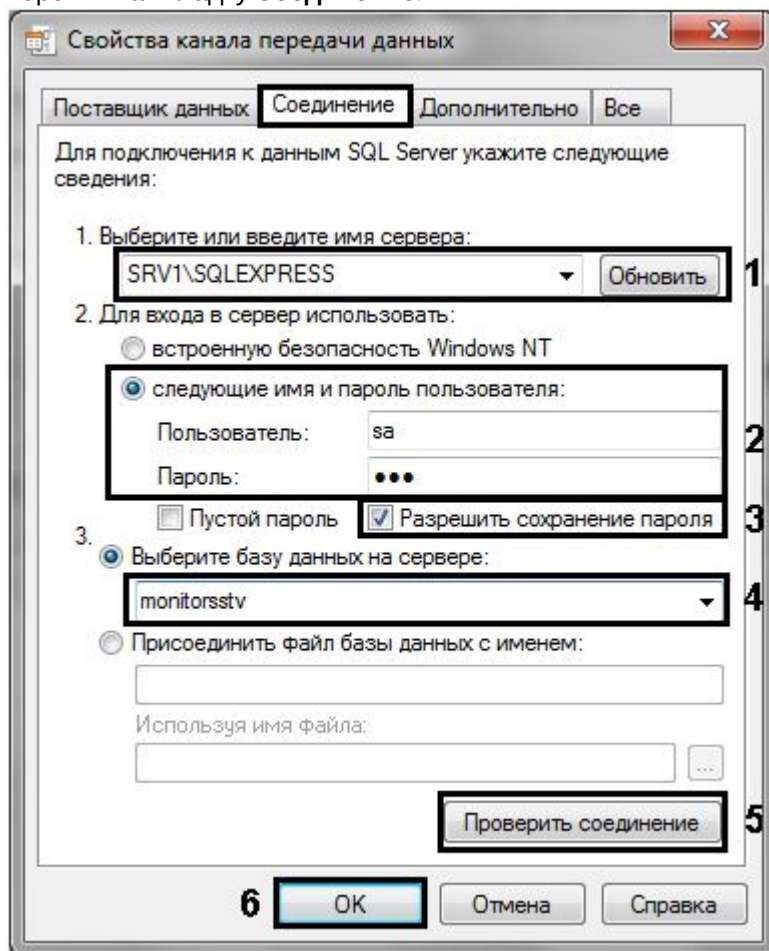 Свойства канала передачи данных
Поставщик данных Соединение Дополнительно Все
Для подключения к данным SQL Server укажите следующие
сведения:
1. Выберите или введите имя сервера:
SRV1\SQLEXPRESS Обновить 1
2. Для входа в сервер использовать:
встроенную безопасность Windows NT
следующие имя и пароль пользователя:
Пользователь: sa
2
Пароль: •••
Пустой пароль Разрешить сохранение пароля 3
3.
Выберите базу данных на сервере:
monitorsstv 4
Присоединить файл базы данных с именем:
Используя имя файла:
...
Проверить соединение 5
6 OK Отмена Справка